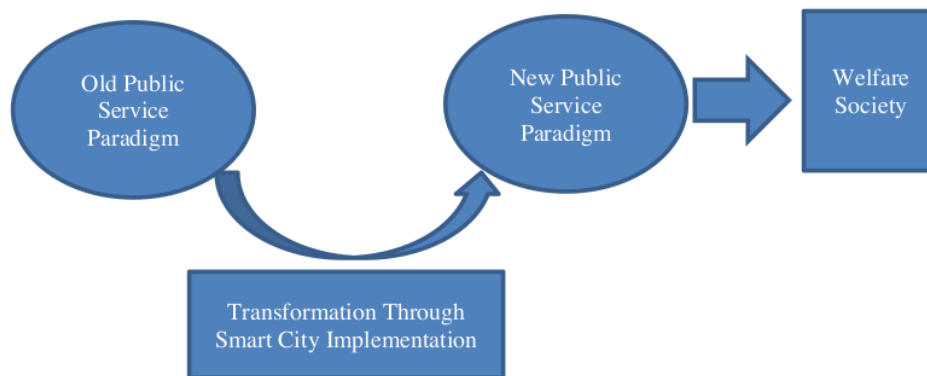 Old Public
Service
Paradigm
New Public
Service
Paradigm
Welfare
Society
Transformation Through
Smart City Implementation